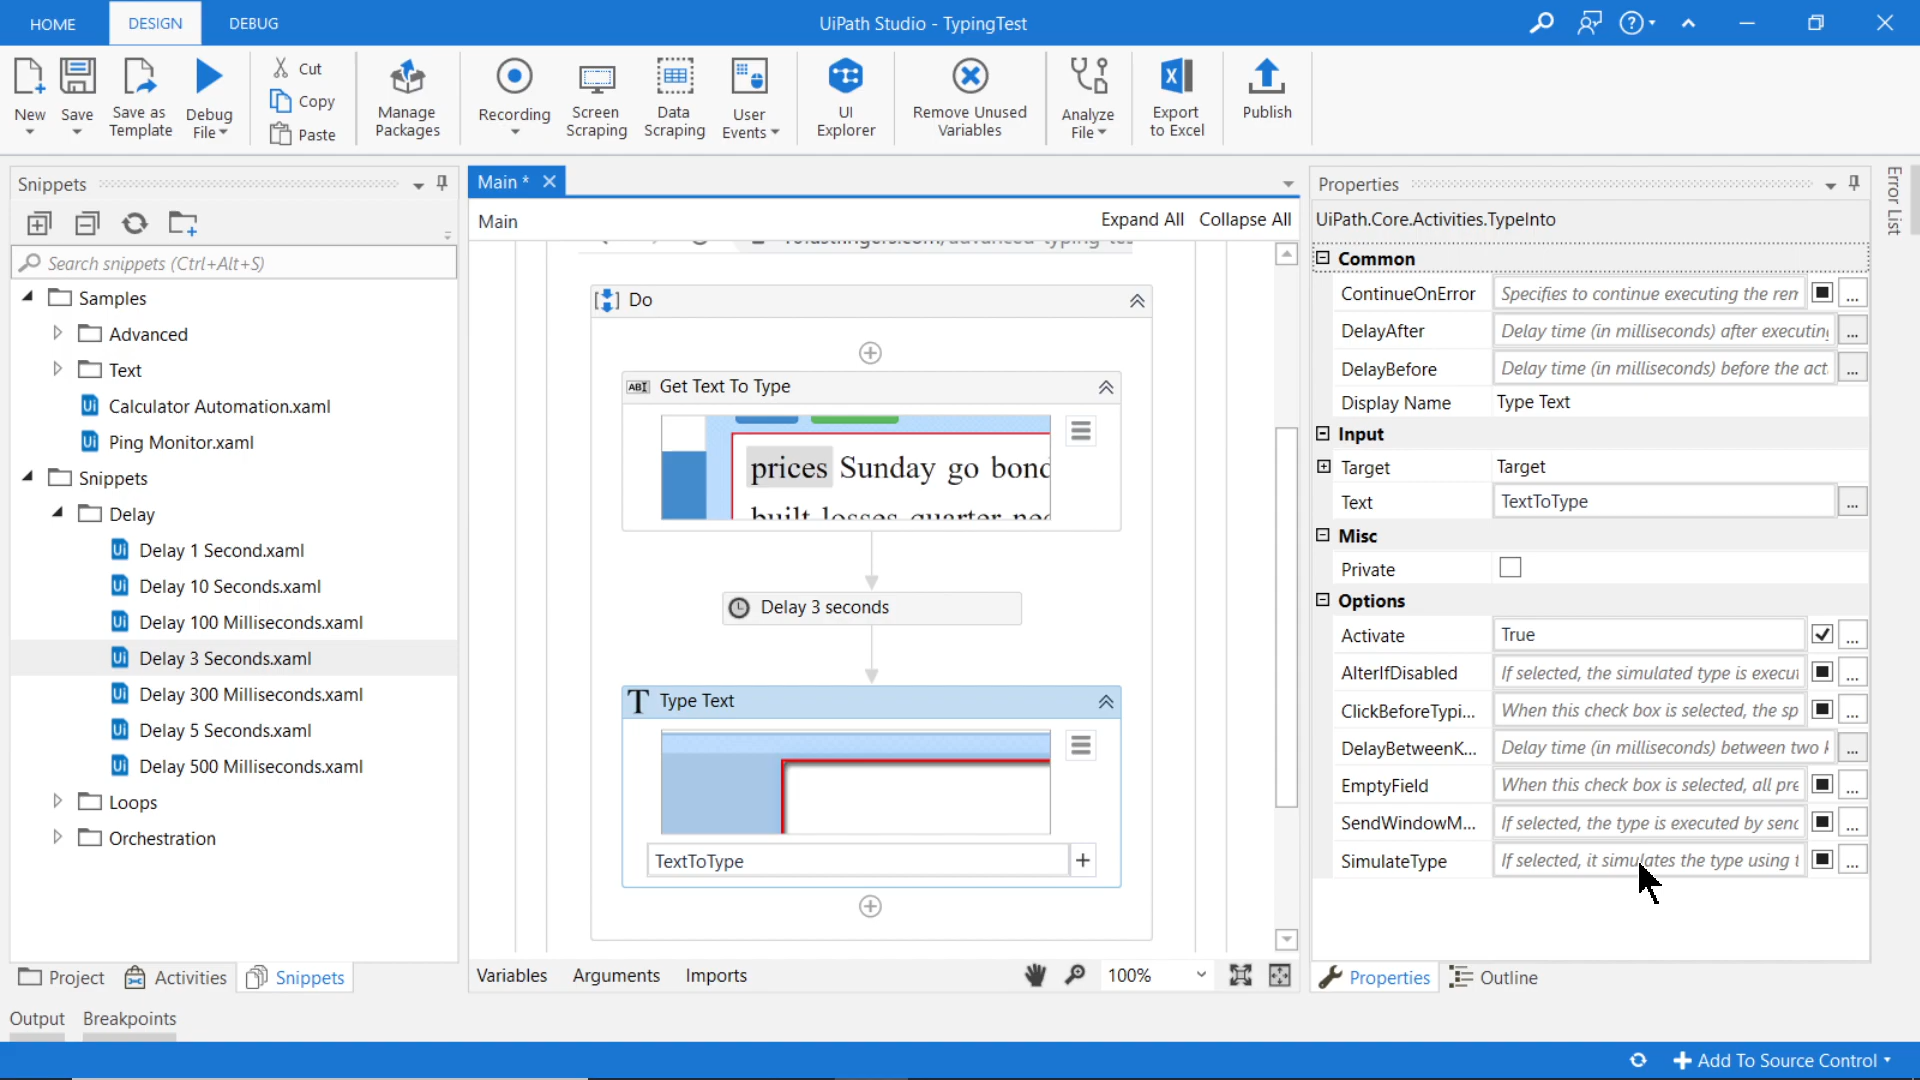 HOME
DESIGN
DEBUG
UiPath Studio - TypingTest
New
Save
Save as
Template
Debug
File
Cut
Copy
Paste
Manage
Packages
Recording
Screen
Scraping
Data
Scraping
User
Events
UI
Explorer
Remove Unused
Variables
Analyze
File
Export
to Excel
Publish
Snippets
Search snippets (Ctrl+Alt+S)
Samples
Advanced
Text
Calculator Automation.xaml
Ping Monitor.xaml
Snippets
Delay
Delay 1 Second.xaml
Delay 10 Seconds.xaml
Delay 100 Milliseconds.xaml
Delay 3 Seconds.xaml
Delay 300 Milliseconds.xaml
Delay 5 Seconds.xaml
Delay 500 Milliseconds.xaml
Loops
Orchestration
Project
Activities
Snippets
Output
Breakpoints
Main *
Main
Expand All
Collapse All
Do
Get Text To Type
prices Sunday go bond
built losses quarter
Delay 3 seconds
Type Text
TextToType
Variables
Arguments
Imports
100%
Properties
UiPath.Core.Activities.TypeInto
Common
ContinueOnError Specifies to continue executing the ren
DelayAfter Delay time (in milliseconds) after executing
DelayBefore Delay time (in milliseconds) before the act
Display Name Type Text
Input
Target Target
Text TextToType
Misc
Private
Options
Activate True
AlterIfDisabled If selected, the simulated type is execut
ClickBeforeTypi... When this check box is selected, the sp
DelayBetweenK... Delay time (in milliseconds) between two k
EmptyField When this check box is selected, all pre
SendWindowM... If selected, the type is executed by senc
SimulateType If selected, it simulates the type using t
Properties
Outline
Error List
Add To Source Control